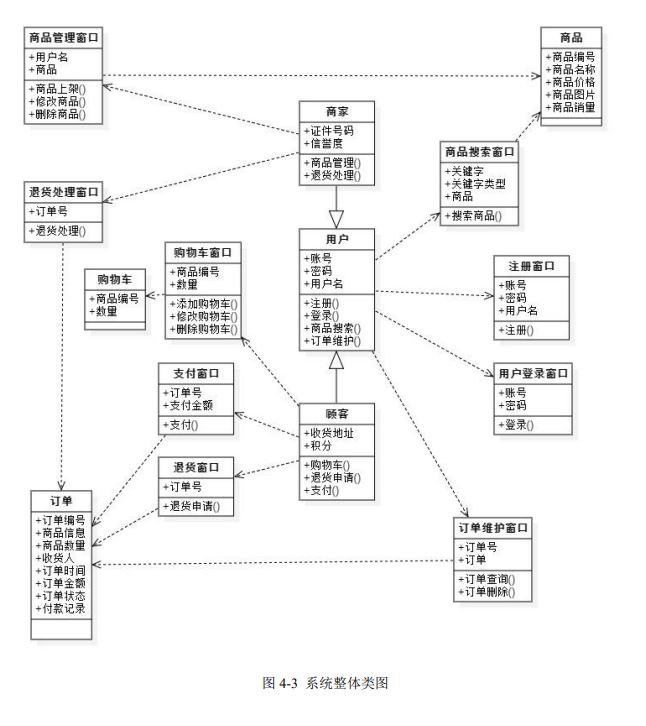 商品管理窗口
+用户名
+商品
+商品上架()
+修改商品()
+删除商品()
商品
+商品编号
+商品名称
+商品价格
+商品图片
+商品销量
商家
+证件号码
+信誉度
+商品管理()
+退货处理()
商品搜索窗口
+关键字
+关键字类型
+商品
+搜索商品()
退货处理窗口
+订单号
+退货处理()
用户
+账号
+密码
+用户名
+注册()
+登录()
+商品搜索()
+订单维护()
购物车窗口
+商品编号
+数量
+添加购物车()
+修改购物车()
+删除购物车()
购物车
+商品编号
+数量
注册窗口
+账号
+密码
+用户名
+注册()
支付窗口
+订单号
+支付金额
+支付()
用户登录窗口
+账号
+密码
+登录()
顾客
+收货地址
+积分
+购物车()
+退货申请()
+支付()
退货窗口
+订单号
+退货申请()
订单
+订单编号
+商品信息
+商品数量
+收货人
+订单时间
+订单金额
+订单状态
+付款记录
订单维护窗口
+订单号
+订单
+订单查询()
+订单删除()
图 4-3 系统整体类图